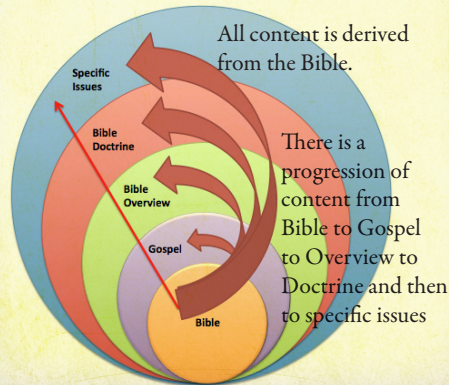 All content is derived
from the Bible.
Specific
Issues
Bible
Doctrine
There is a
progression of
content from
Bible to Gospel
to Overview to
Doctrine and then
to specific issues
Bible
Overview
Gospel
Bible